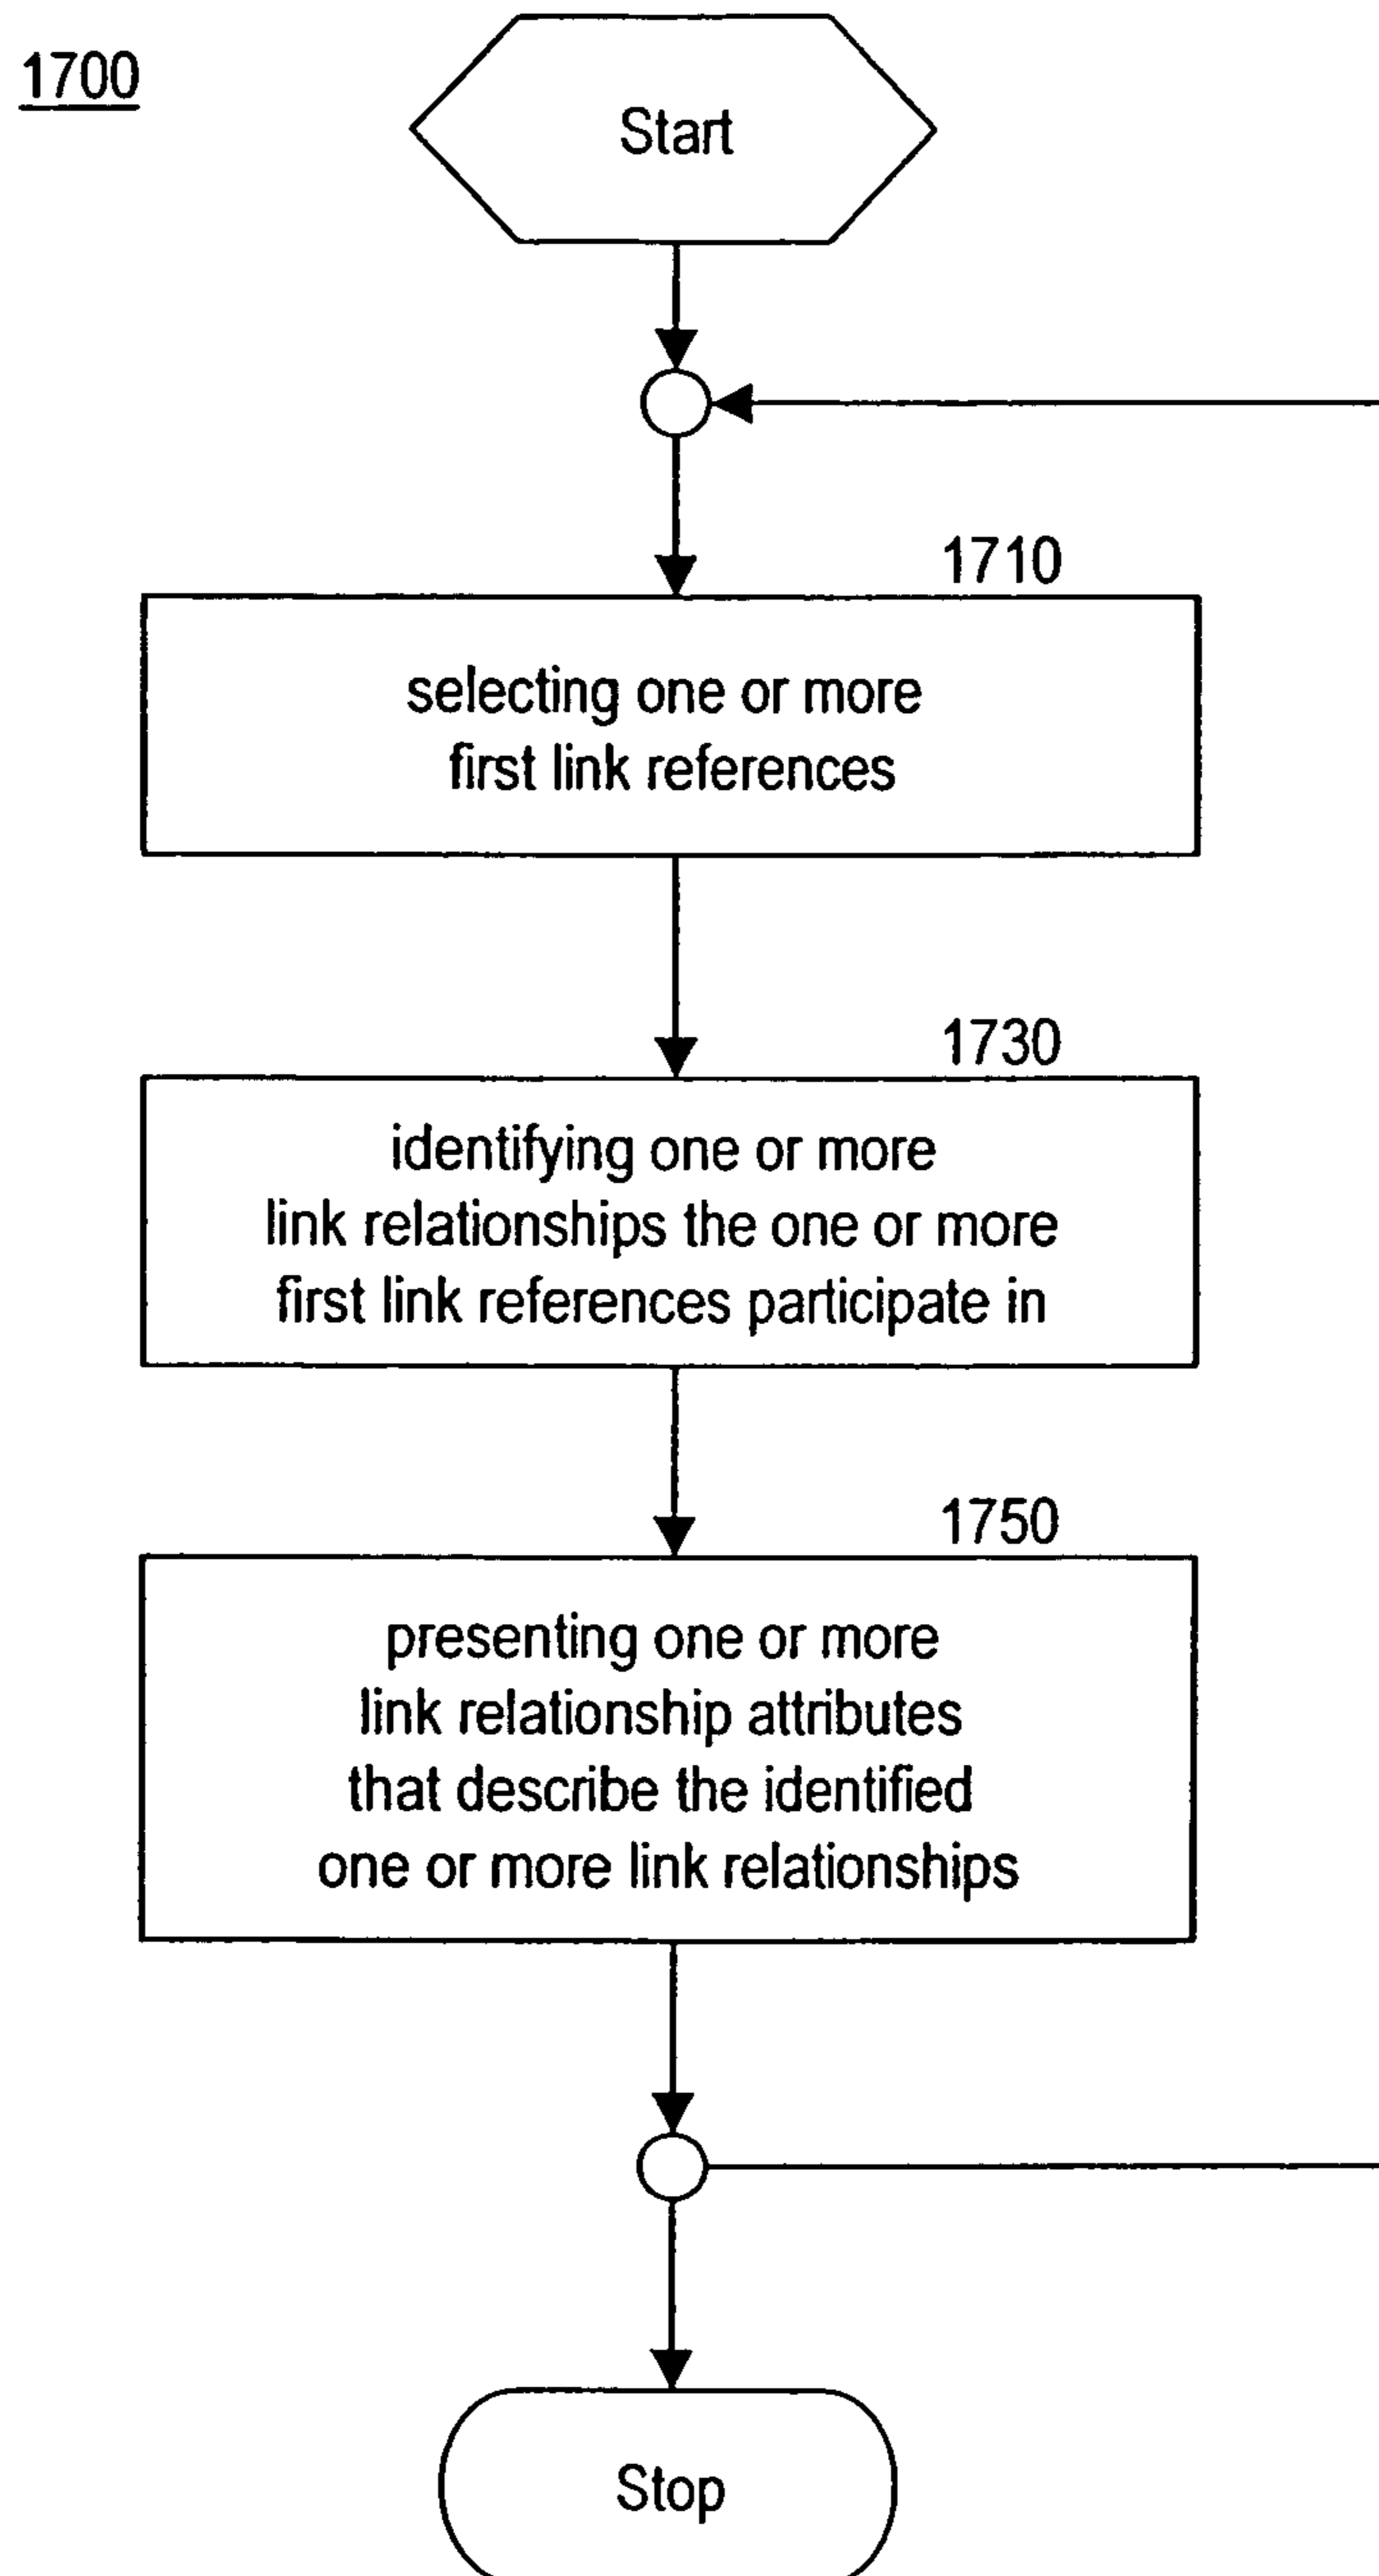 1700
Start
1710
selecting one or more
first link references
1730
identifying one or more
link relationships the one or more
first link references participate in
1750
presenting one or more
link relationship attributes
that describe the identified
one or more link relationships
Stop